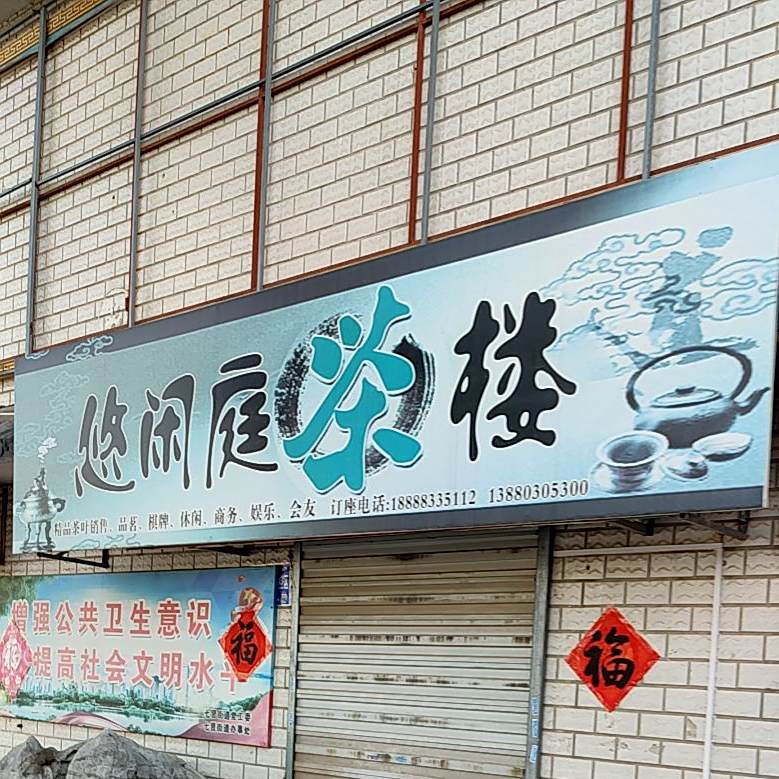 悠闲庭茶楼
精品茶叶销售、品茗、棋牌、休闲、商务、娱乐、会友 订座电话:18888335112 13880305300
增强公共卫生意识
提高社会文明水平
福
福